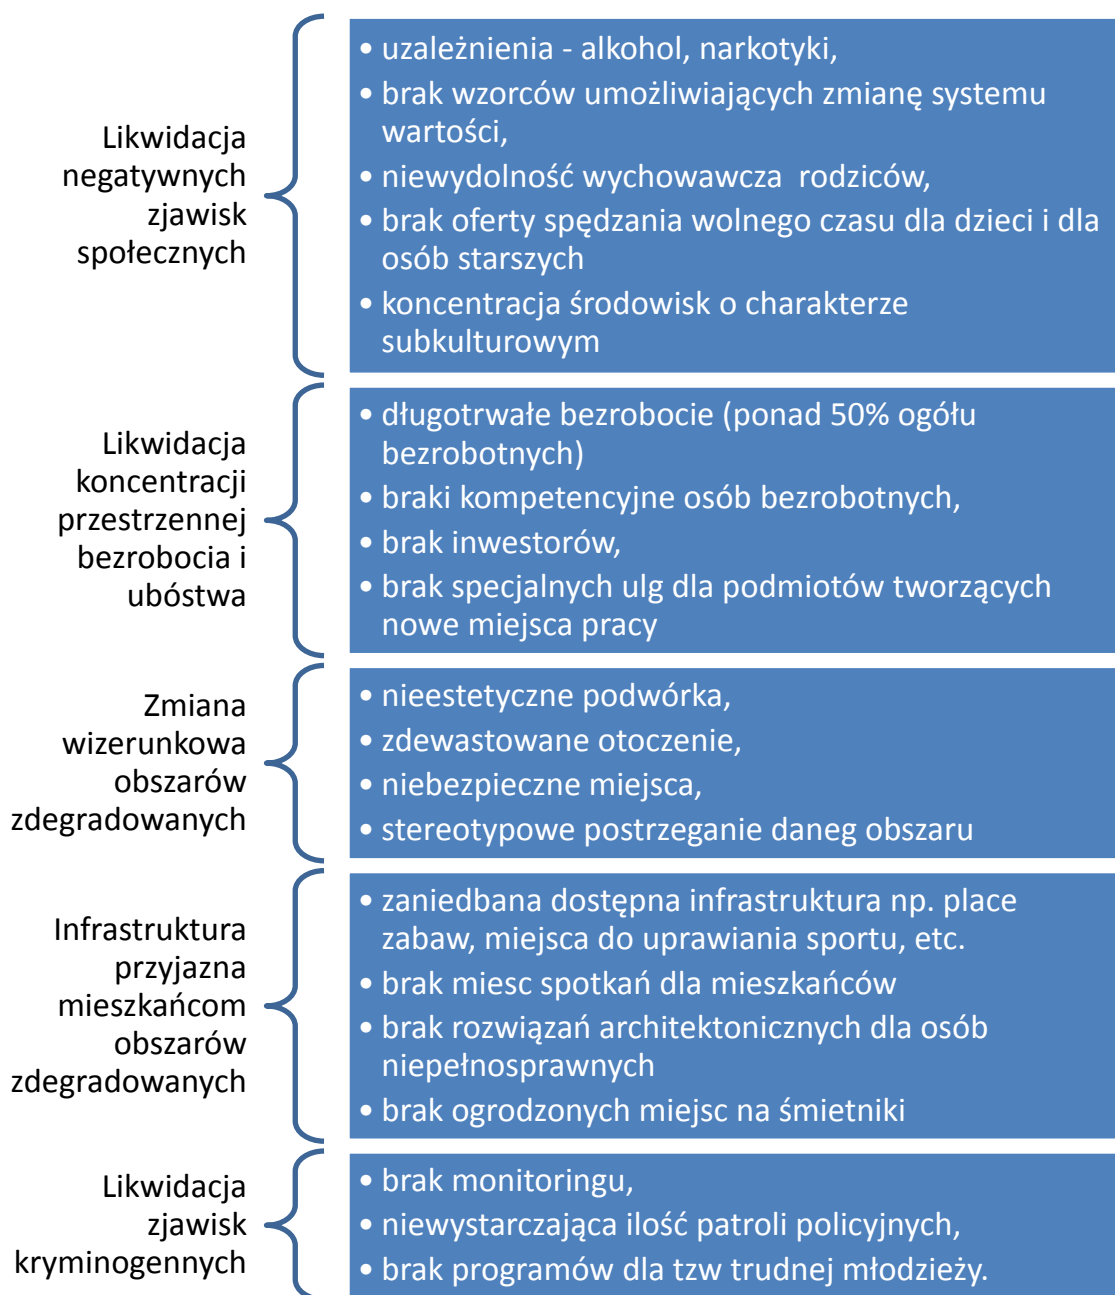 Likwidacja
negatywnych
zjawisk
społecznych
• uzależnienia - alkohol, narkotyki,
• brak wzorców umożliwiających zmianę systemu
wartości,
• niewydolność wychowawcza  rodziców,
• brak oferty spędzania wolnego czasu dla dzieci i dla
osób starszych
• koncentracja środowisk o charakterze
subkulturowym
Likwidacja
koncentracji
przestrzennej
bezrobocia i
ubóstwa
• długotrwałe bezrobocie (ponad 50% ogółu
bezrobotnych)
• braki kompetencyjne osób bezrobotnych,
• brak inwestorów,
• brak specjalnych ulg dla podmiotów tworzących
nowe miejsca pracy
Zmiana
wizerunkowa
obszarów
zdegradowanych
• nieestetyczne podwórka,
• zdewastowane otoczenie,
• niebezpieczne miejsca,
• stereotypowe postrzeganie daneg obszaru
Infrastruktura
przyjazna
mieszkańcom
obszarów
zdegradowanych
• zaniedbana dostępna infrastruktura np. place
zabaw, miejsca do uprawiania sportu, etc.
• brak miesc spotkań dla mieszkańców
• brak rozwiązań architektonicznych dla osób
niepełnosprawnych
• brak ogrodzonych miejsc na śmietniki
Likwidacja
zjawisk
kryminogennych
• brak monitoringu,
• niewystarczająca ilość patroli policyjnych,
• brak programów dla tzw trudnej młodzieży.